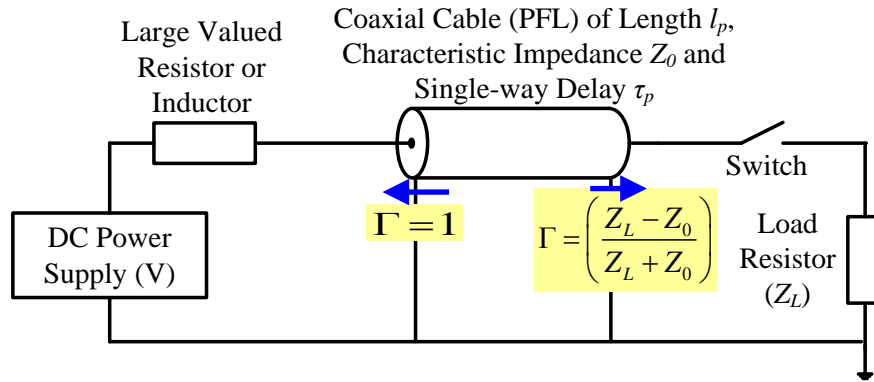 Large Valued
Resistor or
Inductor
Coaxial Cable (PFL) of Length l_p,
Characteristic Impedance Z_0 and
Single-way Delay τ_p
Switch
DC Power
Supply (V)
Γ = 1
Γ = ( (Z_L − Z_0) / (Z_L + Z_0) )
Load
Resistor
(Z_L)